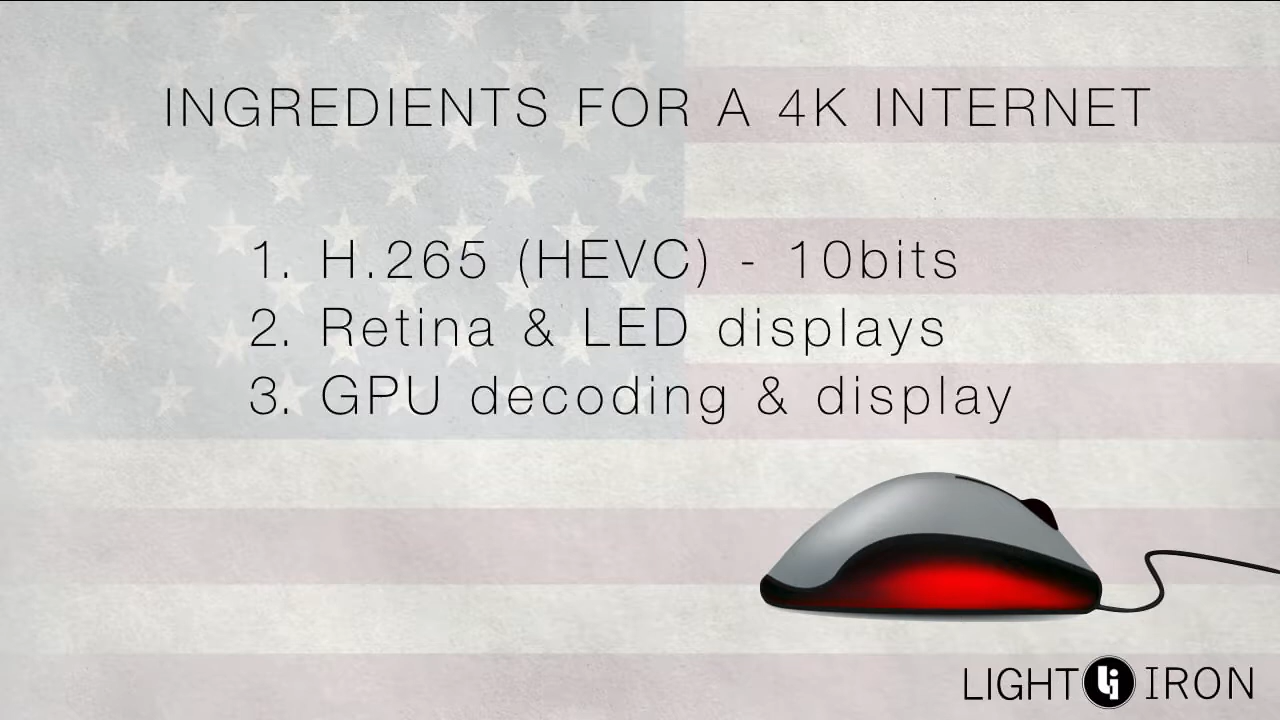 INGREDIENTS FOR A 4K INTERNET
1. H.265 (HEVC) - 10bits
2. Retina & LED displays
3. GPU decoding & display
LIGHT IRON